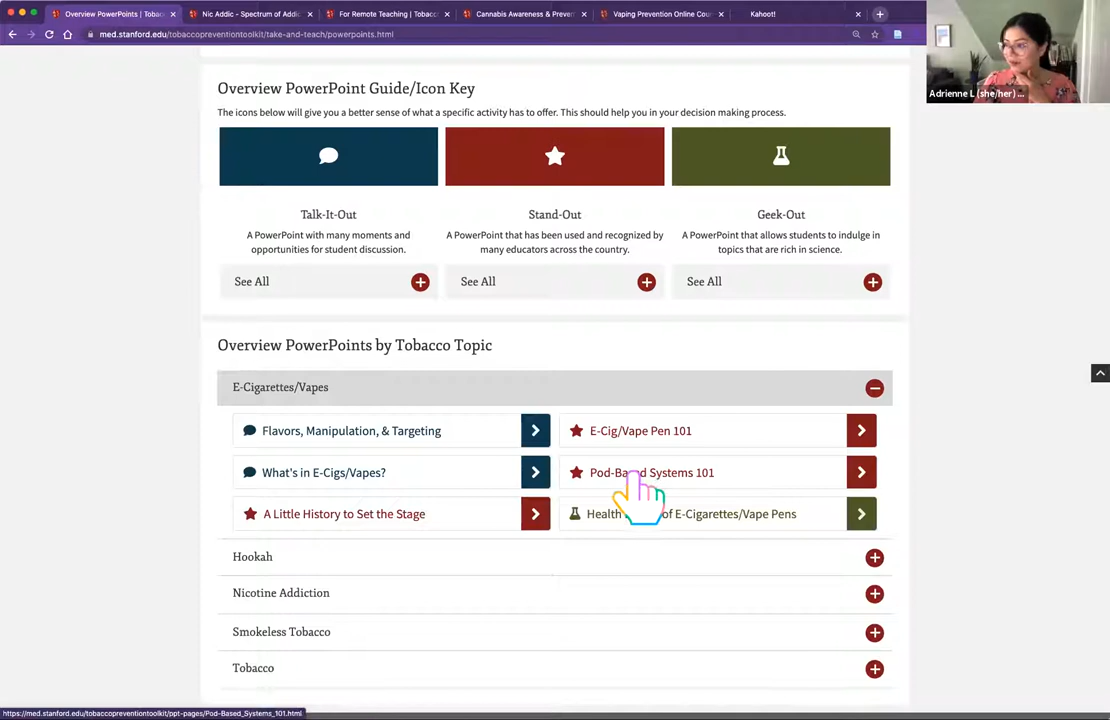 Overview PowerPoints | Tobac
Nic Addic - Spectrum of Addic
For Remote Teaching | Tobacc
Cannabis Awareness & Preven
Vaping Prevention Online Cour
Kahoot!
med.stanford.edu/tobaccopreventiontoolkit/take-and-teach/powerpoints.html
Adrienne L (she/her) ...
Overview PowerPoint Guide/Icon Key
The icons below will give you a better sense of what a specific activity has to offer. This should help you in your decision making process.
Talk-It-Out
A PowerPoint with many moments and
opportunities for student discussion.
See All
Stand-Out
A PowerPoint that has been used and recognized by
many educators across the country.
See All
Geek-Out
A PowerPoint that allows students to indulge in
topics that are rich in science.
See All
Overview PowerPoints by Tobacco Topic
E-Cigarettes/Vapes
Flavors, Manipulation, & Targeting
E-Cig/Vape Pen 101
What's in E-Cigs/Vapes?
Pod-Based Systems 101
A Little History to Set the Stage
Health of E-Cigarettes/Vape Pens
Hookah
Nicotine Addiction
Smokeless Tobacco
Tobacco
https://med.stanford.edu/tobaccopreventiontoolkit/ppt-pages/Pod-Based_Systems_101.html